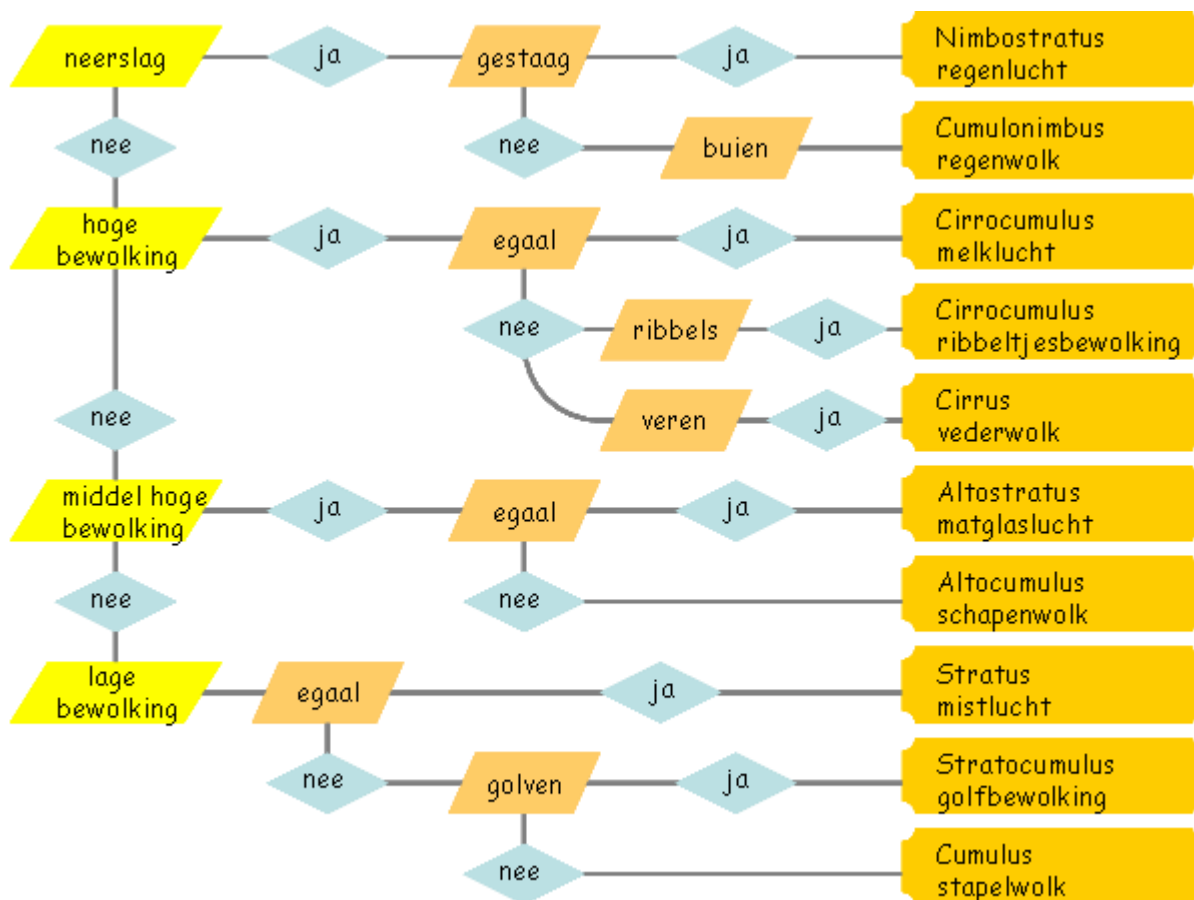 neerslag ja gestaag ja Nimbostratus
regenlucht
nee nee buien Cumulonimbus
regenwolk
hoge
bewolking ja egaal ja Cirrocumulus
melklucht
nee ribbels ja Cirrocumulus
ribbeltjesbewolking
nee veren ja Cirrus
vederwolk
middel hoge
bewolking ja egaal ja Altostratus
matglaslucht
nee nee Altocumulus
schapenwolk
lage
bewolking egaal ja Stratus
mistlucht
nee golven ja Stratocumulus
golfbewolking
nee Cumulus
stapelwolk